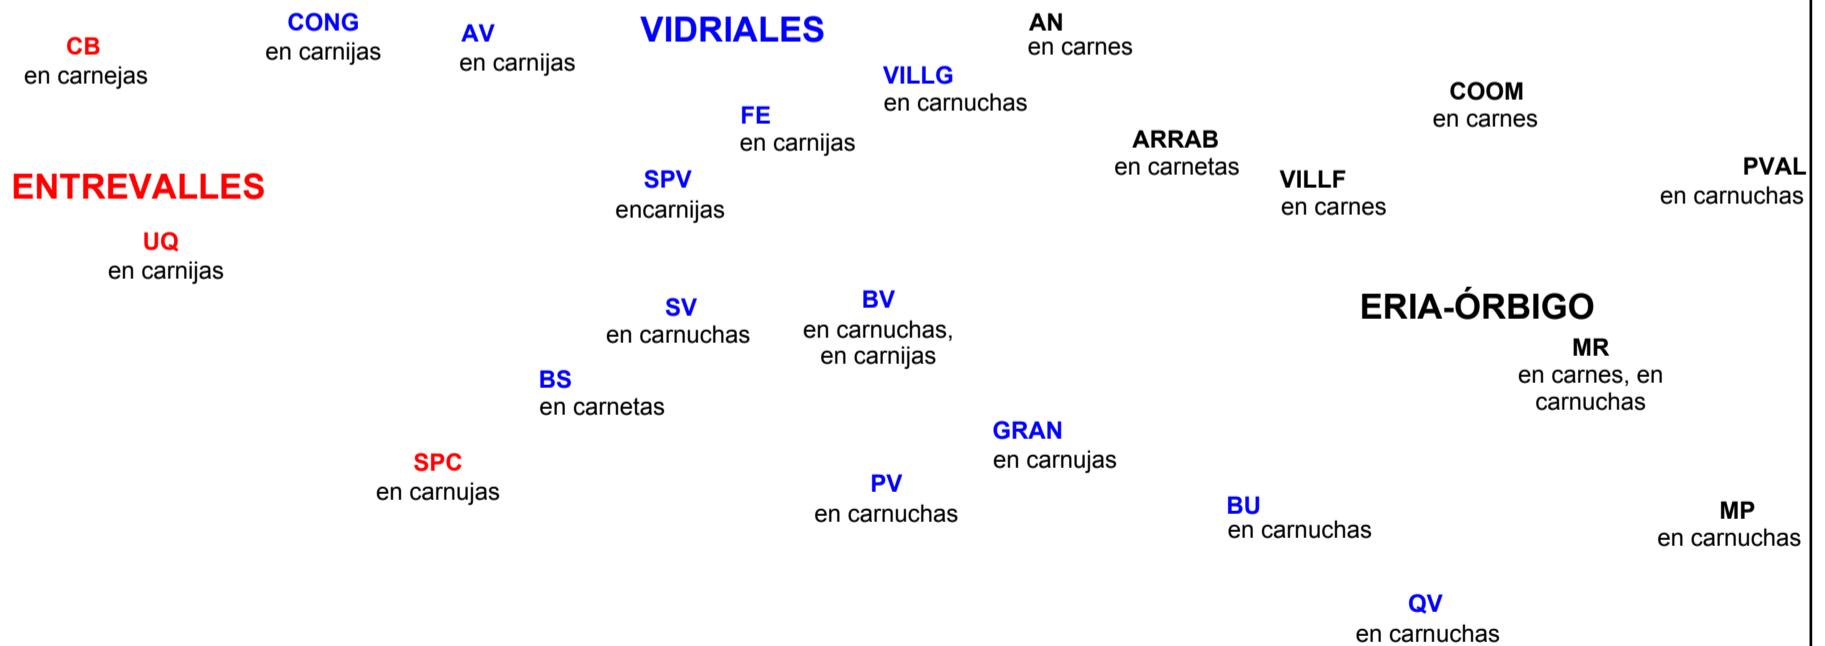 CONG
en carnijas
AV
en carnijas
VIDRIALES
AN
en carnes
CB
en carnejas
VILLG
en carnuchas
COOM
en carnes
FE
en carnijas
ARRAB
en carnetas
PVAL
en carnuchas
ENTREVALLES
SPV
encarnijas
VILLF
en carnes
UQ
en carnijas
SV
en carnuchas
BV
en carnuchas,
en carnijas
ERIA-ÓRBIGO
MR
en carnes, en
carnuchas
BS
en carnetas
GRAN
en carnujas
SPC
en carnujas
PV
en carnuchas
BU
en carnuchas
MP
en carnuchas
QV
en carnuchas